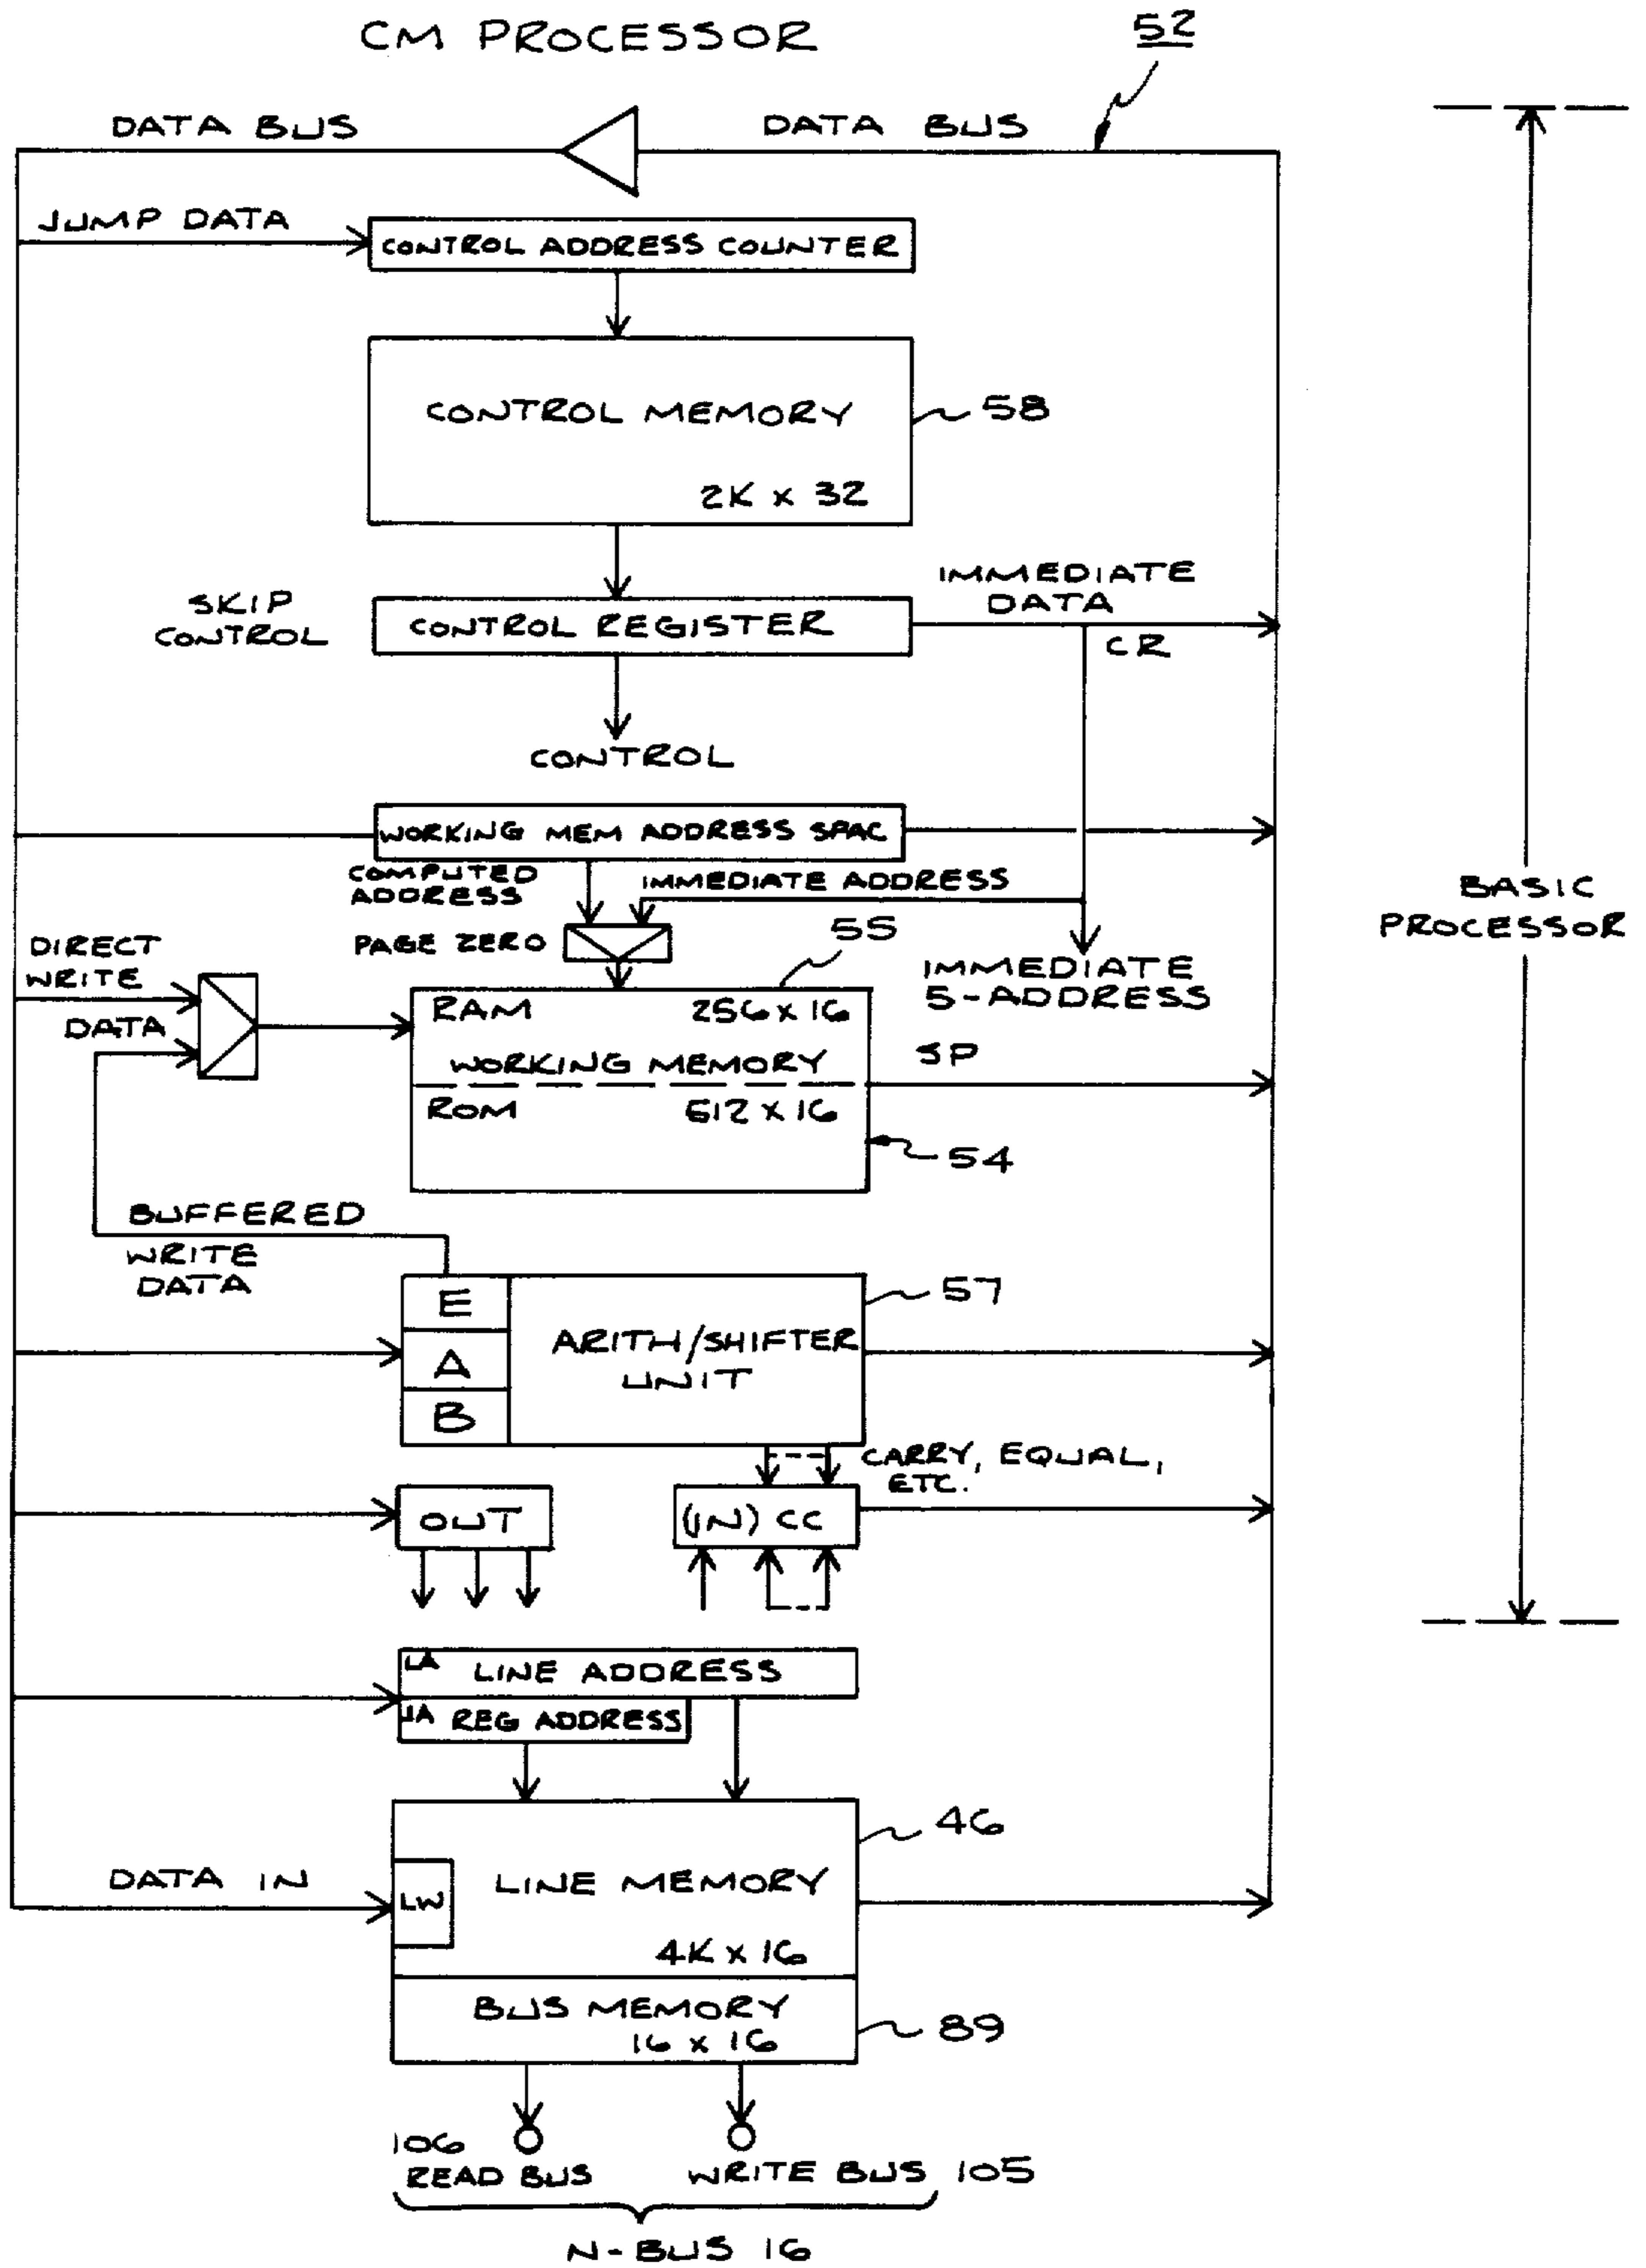 CM PROCESSOR
52
DATA BUS
DATA BUS
JUMP DATA
CONTROL ADDRESS COUNTER
CONTROL MEMORY
58
2K x 32
IMMEDIATE
DATA
SKIP
CONTROL
CONTROL REGISTER
CR
CONTROL
WORKING MEM ADDRESS SPAC
COMPUTED
ADDRESS
IMMEDIATE ADDRESS
BASIC
PROCESSOR
PAGE ZERO
55
DIRECT
WRITE
DATA
IMMEDIATE
5-ADDRESS
RAM
256 x 16
WORKING MEMORY
SP
ROM
512 x 16
54
BUFFERED
WRITE
DATA
E
57
ARITH/SHIFTER
UNIT
A
B
CARRY, EQUAL,
ETC.
OUT
(IN) CC
LA
LINE ADDRESS
REG ADDRESS
46
DATA IN
LW
LINE MEMORY
4K x 16
BUS MEMORY
16 x 16
89
106
READ BUS
WRITE BUS 105
N-BUS 16